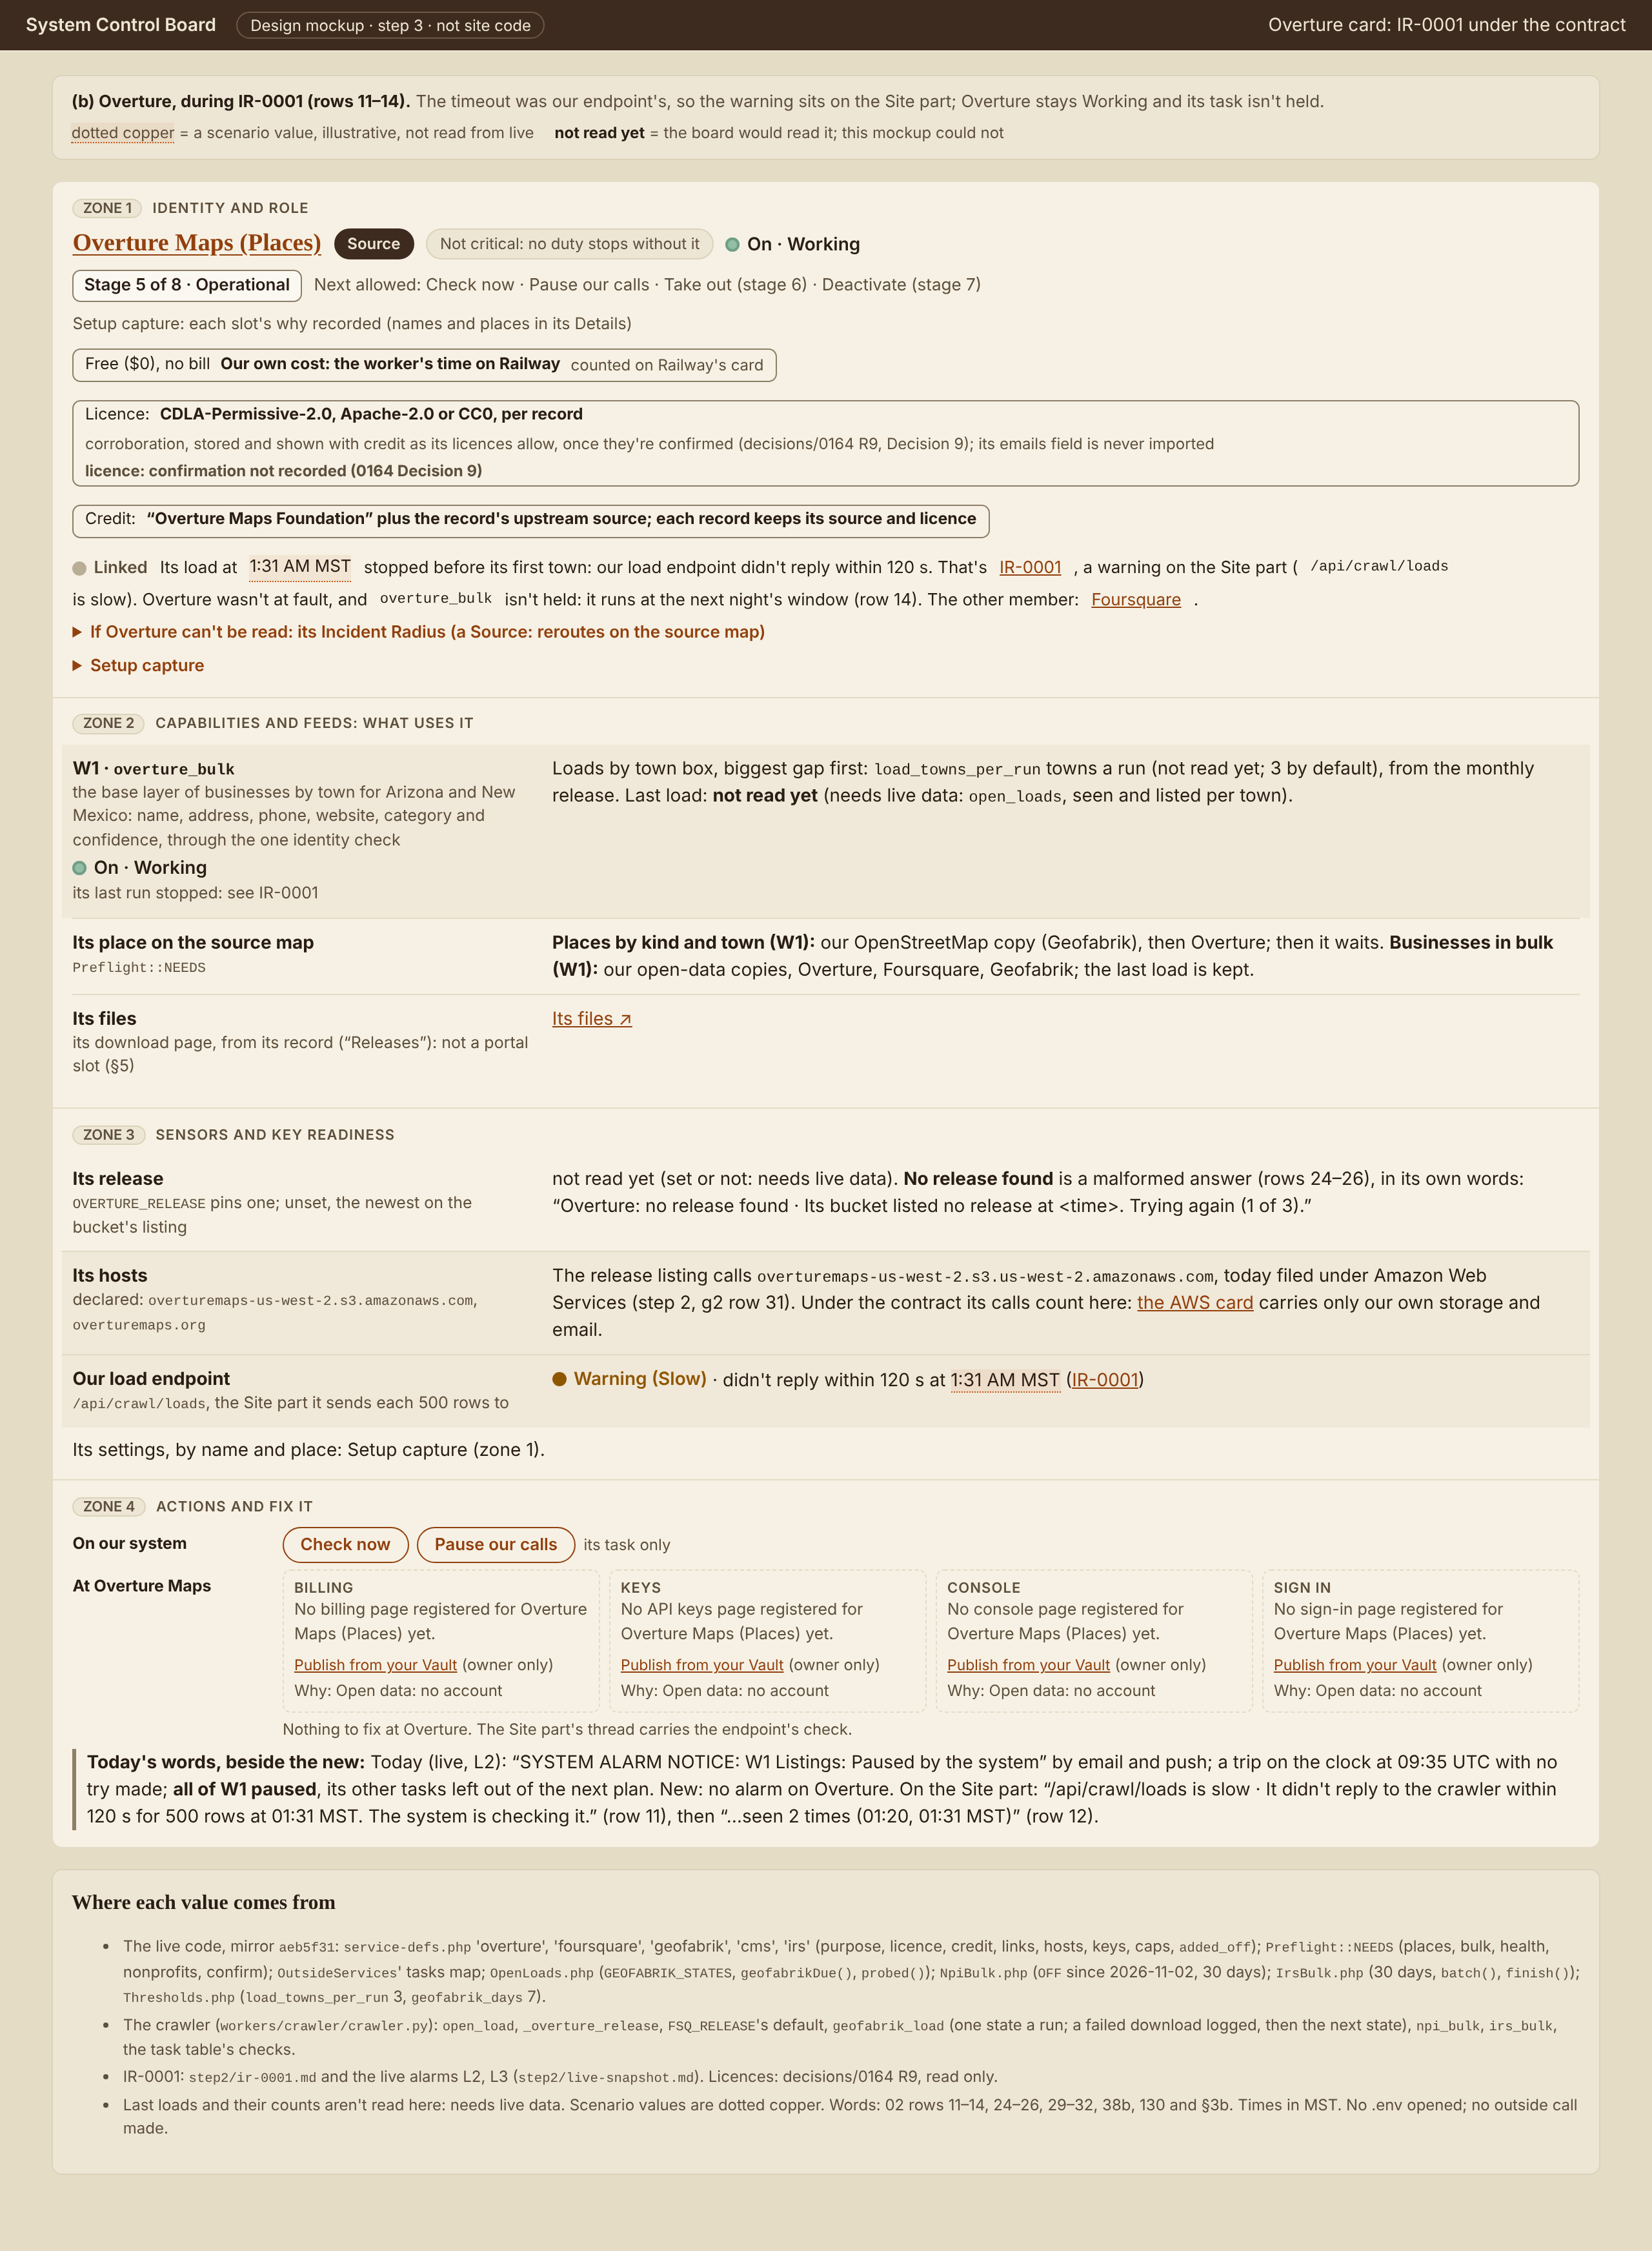 System Control Board
Design mockup · step 3 · not site code
Overture card: IR-0001 under the contract
(b) Overture, during IR-0001 (rows 11–14). The timeout was our endpoint's, so the warning sits on the Site part; Overture stays Working and its task isn't held.
dotted copper = a scenario value, illustrative, not read from live not read yet = the board would read it; this mockup could not
ZONE 1 IDENTITY AND ROLE
Overture Maps (Places) Source Not critical: no duty stops without it On · Working
Stage 5 of 8 · Operational Next allowed: Check now · Pause our calls · Take out (stage 6) · Deactivate (stage 7)
Setup capture: each slot's why recorded (names and places in its Details)
Free ($0), no bill Our own cost: the worker's time on Railway counted on Railway's card
Licence: CDLA-Permissive-2.0, Apache-2.0 or CC0, per record
corroboration, stored and shown with credit as its licences allow, once they're confirmed (decisions/0164 R9, Decision 9); its emails field is never imported
licence: confirmation not recorded (0164 Decision 9)
Credit: “Overture Maps Foundation” plus the record's upstream source; each record keeps its source and licence
Linked Its load at 1:31 AM MST stopped before its first town: our load endpoint didn't reply within 120 s. That's IR-0001 , a warning on the Site part ( /api/crawl/loads
is slow). Overture wasn't at fault, and overture_bulk isn't held: it runs at the next night's window (row 14). The other member: Foursquare .
▶ If Overture can't be read: its Incident Radius (a Source: reroutes on the source map)
▶ Setup capture
ZONE 2 CAPABILITIES AND FEEDS: WHAT USES IT
W1 · overture_bulk
the base layer of businesses by town for Arizona and New
Mexico: name, address, phone, website, category and
confidence, through the one identity check
On · Working
its last run stopped: see IR-0001
Loads by town box, biggest gap first: load_towns_per_run towns a run (not read yet; 3 by default), from the monthly
release. Last load: not read yet (needs live data: open_loads, seen and listed per town).
Its place on the source map
Preflight::NEEDS
Places by kind and town (W1): our OpenStreetMap copy (Geofabrik), then Overture; then it waits. Businesses in bulk
(W1): our open-data copies, Overture, Foursquare, Geofabrik; the last load is kept.
Its files
its download page, from its record (“Releases”): not a portal
slot (§5)
Its files ↗
ZONE 3 SENSORS AND KEY READINESS
Its release
OVERTURE_RELEASE pins one; unset, the newest on the
bucket's listing
not read yet (set or not: needs live data). No release found is a malformed answer (rows 24–26), in its own words:
“Overture: no release found · Its bucket listed no release at <time>. Trying again (1 of 3).”
Its hosts
declared: overturemaps-us-west-2.s3.amazonaws.com,
overturemaps.org
The release listing calls overturemaps-us-west-2.s3.us-west-2.amazonaws.com, today filed under Amazon Web
Services (step 2, g2 row 31). Under the contract its calls count here: the AWS card carries only our own storage and
email.
Our load endpoint
/api/crawl/loads, the Site part it sends each 500 rows to
Warning (Slow) · didn't reply within 120 s at 1:31 AM MST (IR-0001)
Its settings, by name and place: Setup capture (zone 1).
ZONE 4 ACTIONS AND FIX IT
On our system
Check now Pause our calls its task only
At Overture Maps
BILLING
No billing page registered for Overture
Maps (Places) yet.
Publish from your Vault (owner only)
Why: Open data: no account
KEYS
No API keys page registered for
Overture Maps (Places) yet.
Publish from your Vault (owner only)
Why: Open data: no account
CONSOLE
No console page registered for
Overture Maps (Places) yet.
Publish from your Vault (owner only)
Why: Open data: no account
SIGN IN
No sign-in page registered for
Overture Maps (Places) yet.
Publish from your Vault (owner only)
Why: Open data: no account
Nothing to fix at Overture. The Site part's thread carries the endpoint's check.
Today's words, beside the new: Today (live, L2): “SYSTEM ALARM NOTICE: W1 Listings: Paused by the system” by email and push; a trip on the clock at 09:35 UTC with no
try made; all of W1 paused, its other tasks left out of the next plan. New: no alarm on Overture. On the Site part: “/api/crawl/loads is slow · It didn't reply to the crawler within
120 s for 500 rows at 01:31 MST. The system is checking it.” (row 11), then “…seen 2 times (01:20, 01:31 MST)” (row 12).
Where each value comes from
• The live code, mirror aeb5f31: service-defs.php 'overture', 'foursquare', 'geofabrik', 'cms', 'irs' (purpose, licence, credit, links, hosts, keys, caps, added_off); Preflight::NEEDS (places, bulk, health,
nonprofits, confirm); OutsideServices' tasks map; OpenLoads.php (GEOFABRIK_STATES, geofabrikDue(), probed()); NpiBulk.php (OFF since 2026-11-02, 30 days); IrsBulk.php (30 days, batch(), finish());
Thresholds.php (load_towns_per_run 3, geofabrik_days 7).
• The crawler (workers/crawler/crawler.py): open_load, _overture_release, FSQ_RELEASE's default, geofabrik_load (one state a run; a failed download logged, then the next state), npi_bulk, irs_bulk,
the task table's checks.
• IR-0001: step2/ir-0001.md and the live alarms L2, L3 (step2/live-snapshot.md). Licences: decisions/0164 R9, read only.
• Last loads and their counts aren't read here: needs live data. Scenario values are dotted copper. Words: 02 rows 11–14, 24–26, 29–32, 38b, 130 and §3b. Times in MST. No .env opened; no outside call
made.